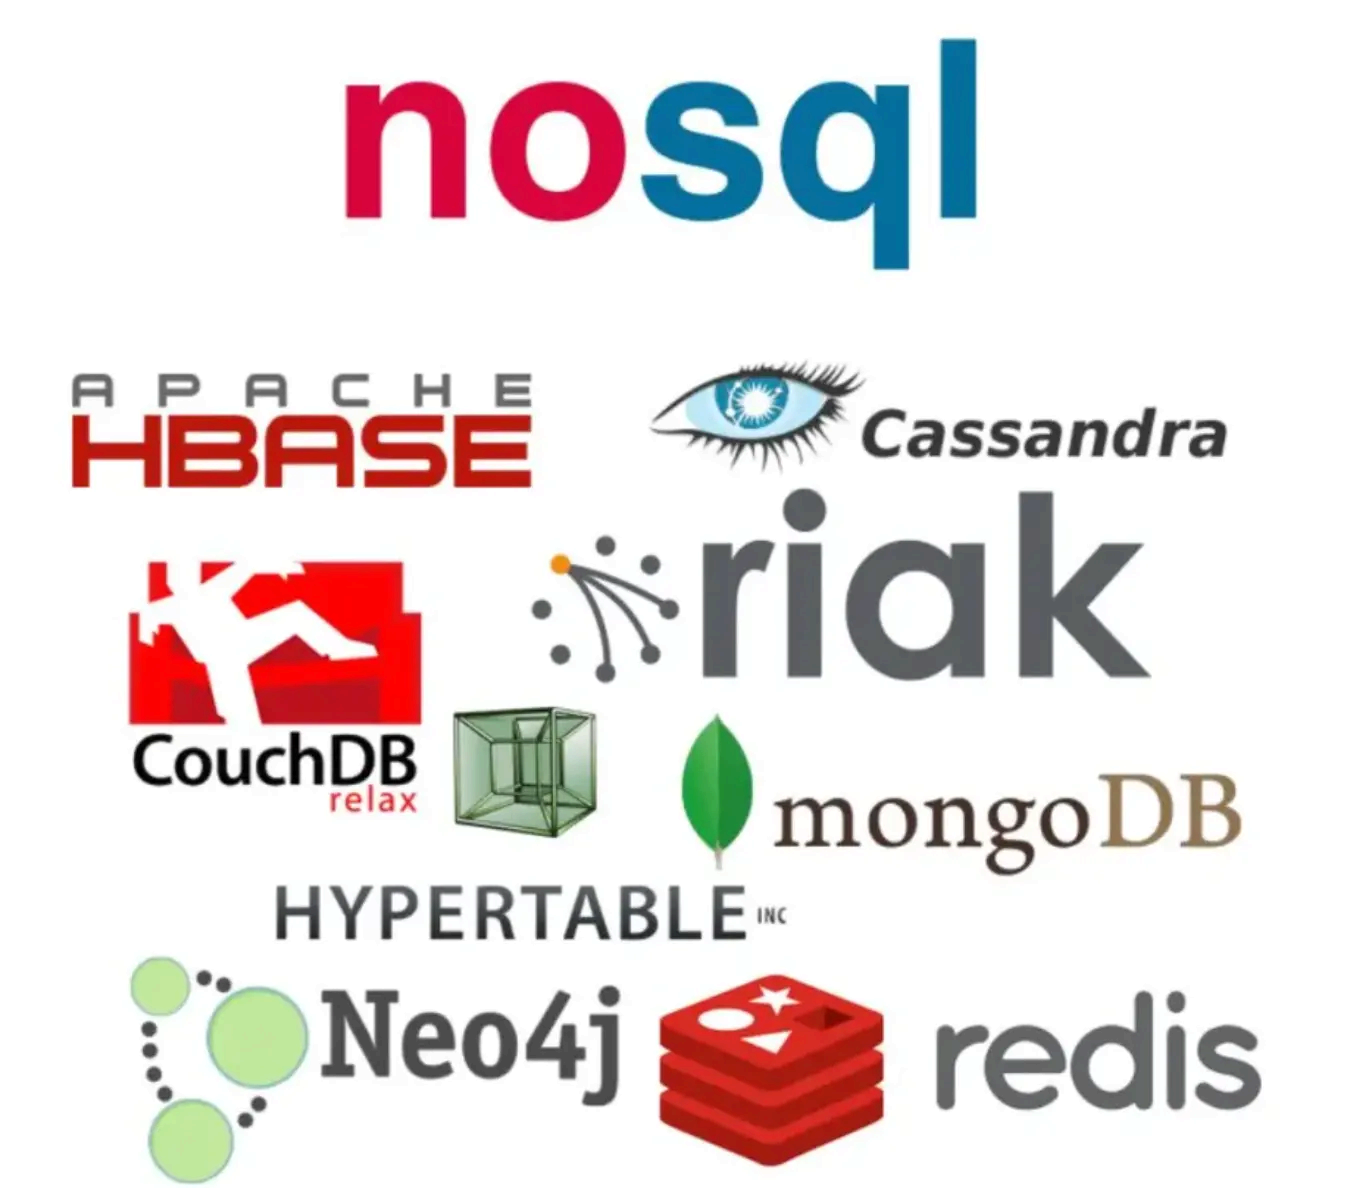 nosql
APACHE
HBASE
Cassandra
riak
CouchDB
relax
mongoDB
HYPERTABLE INC
Neo4j
redis